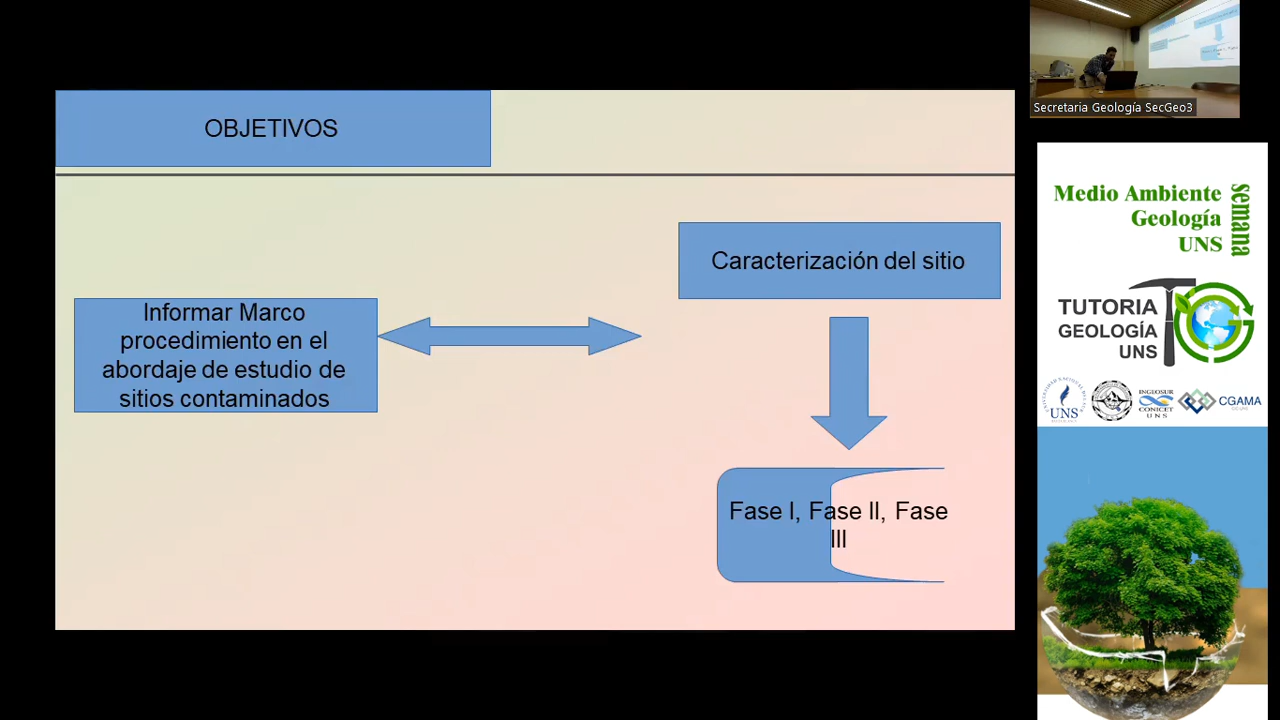 OBJETIVOS
Informar Marco
procedimiento en el
abordaje de estudio de
sitios contaminados
Caracterización del sitio
Fase I, Fase II, Fase
III
Secretaria Geología SecGeo3
Medio Ambiente
Geología
UNS
semana
TUTORIA
GEOLOGÍA
UNS
UNS
INGEOSUR
CONICET
UNS
CGAMA